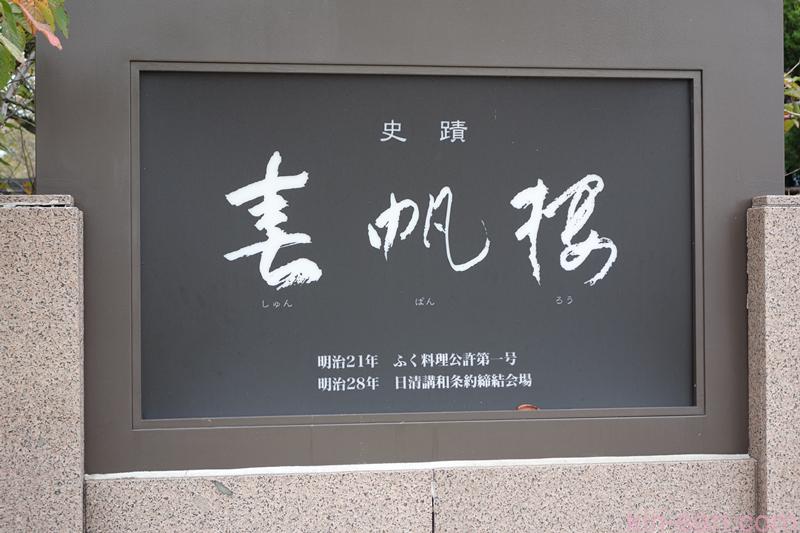 史蹟
春帆楼
しゅん ぱん ろう
明治21年 ふく料理公許第一号
明治28年 日清講和条約締結会場